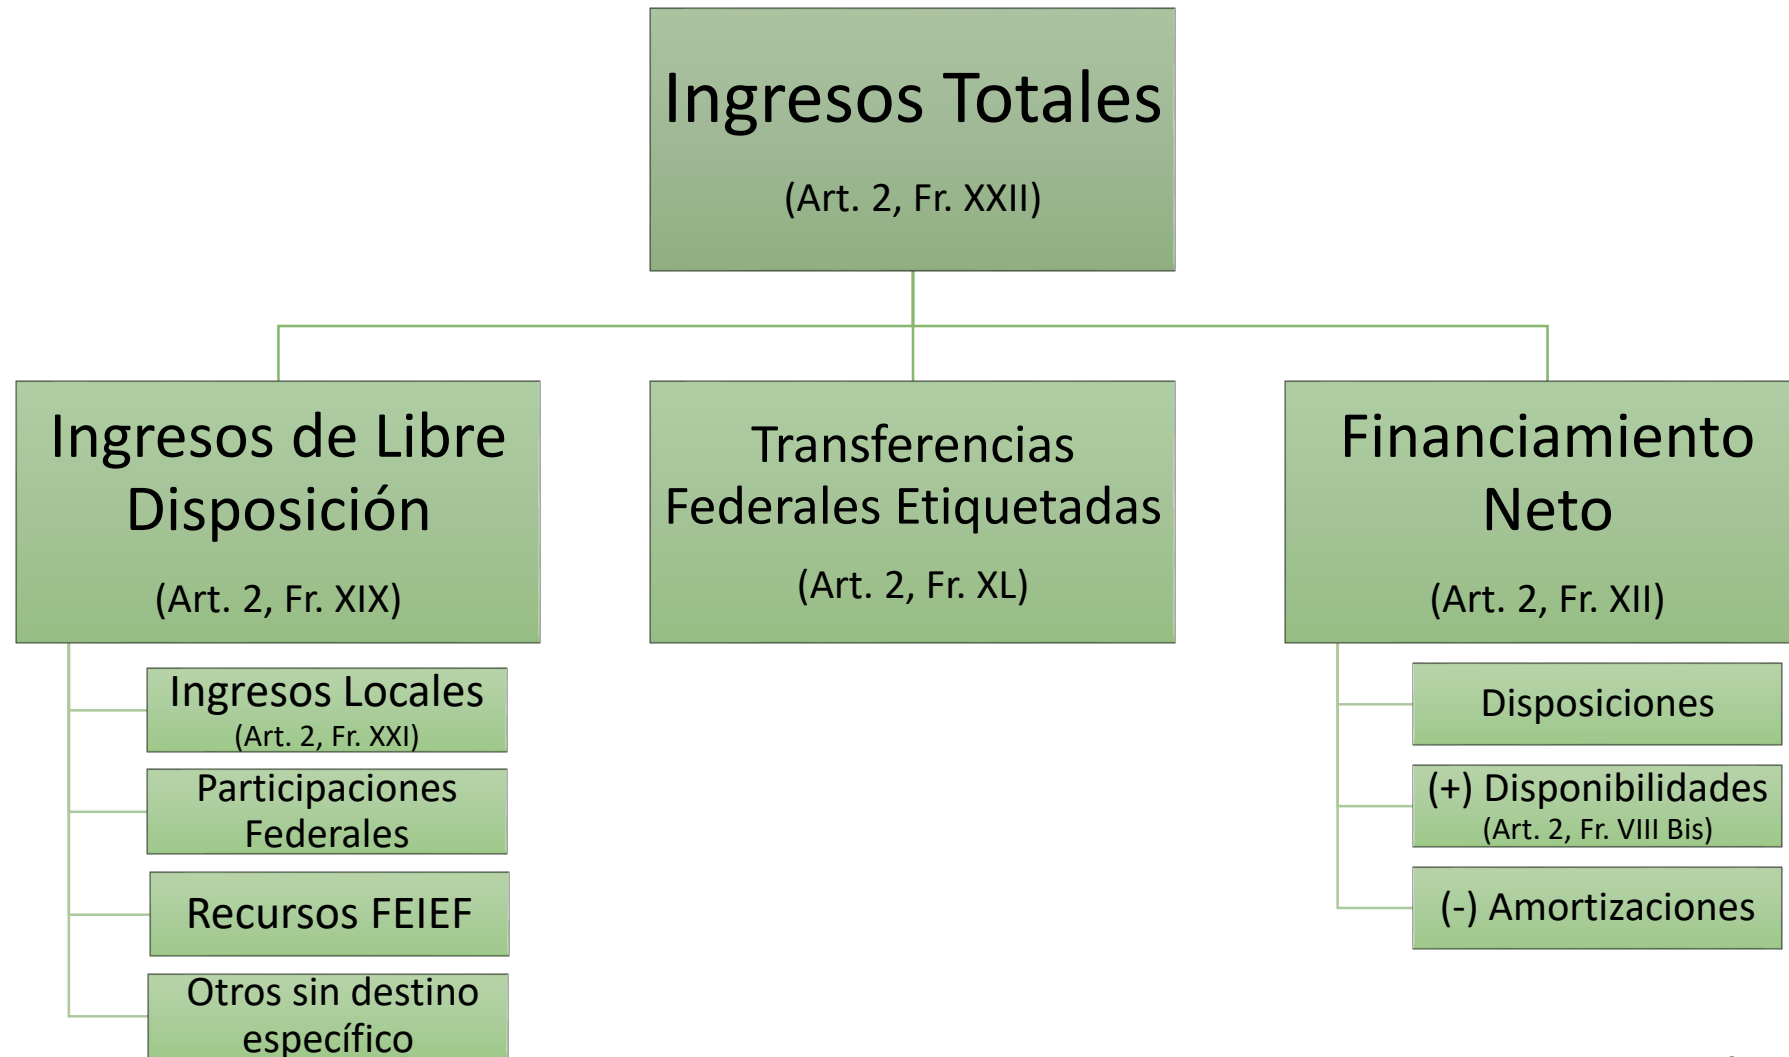 Ingresos Totales
(Art. 2, Fr. XXII)
Ingresos de Libre
Disposición
(Art. 2, Fr. XIX)
Ingresos Locales
(Art. 2, Fr. XXI)
Participaciones
Federales
Recursos FEIEF
Otros sin destino
específico
Transferencias
Federales Etiquetadas
(Art. 2, Fr. XL)
Financiamiento
Neto
(Art. 2, Fr. XII)
Disposiciones
(+) Disponibilidades
(Art. 2, Fr. VIII Bis)
(-) Amortizaciones